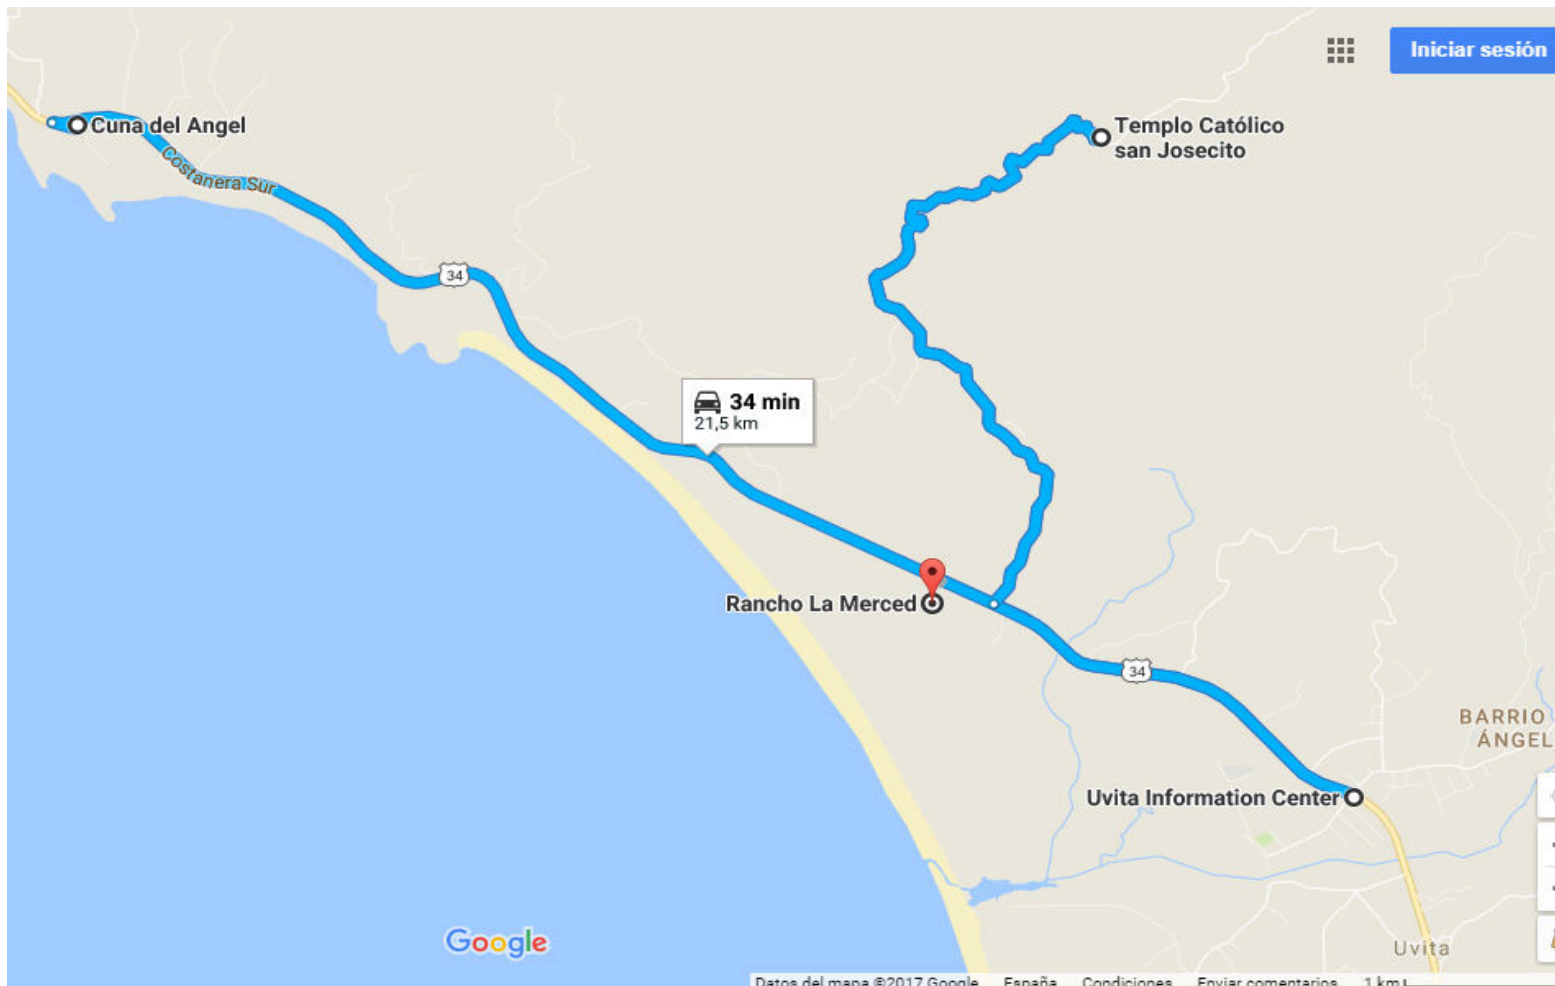 Iniciar sesión
Cuna del Angel
Templo Católico
san Josecito
Costanera Sur
34
34 min
21,5 km
Rancho La Merced
34
BARRIO
ÁNGEL
Uvita Information Center
Google
Uvita
Datos del mapa ©2017 Google España Condiciones Enviar comentarios 1 km